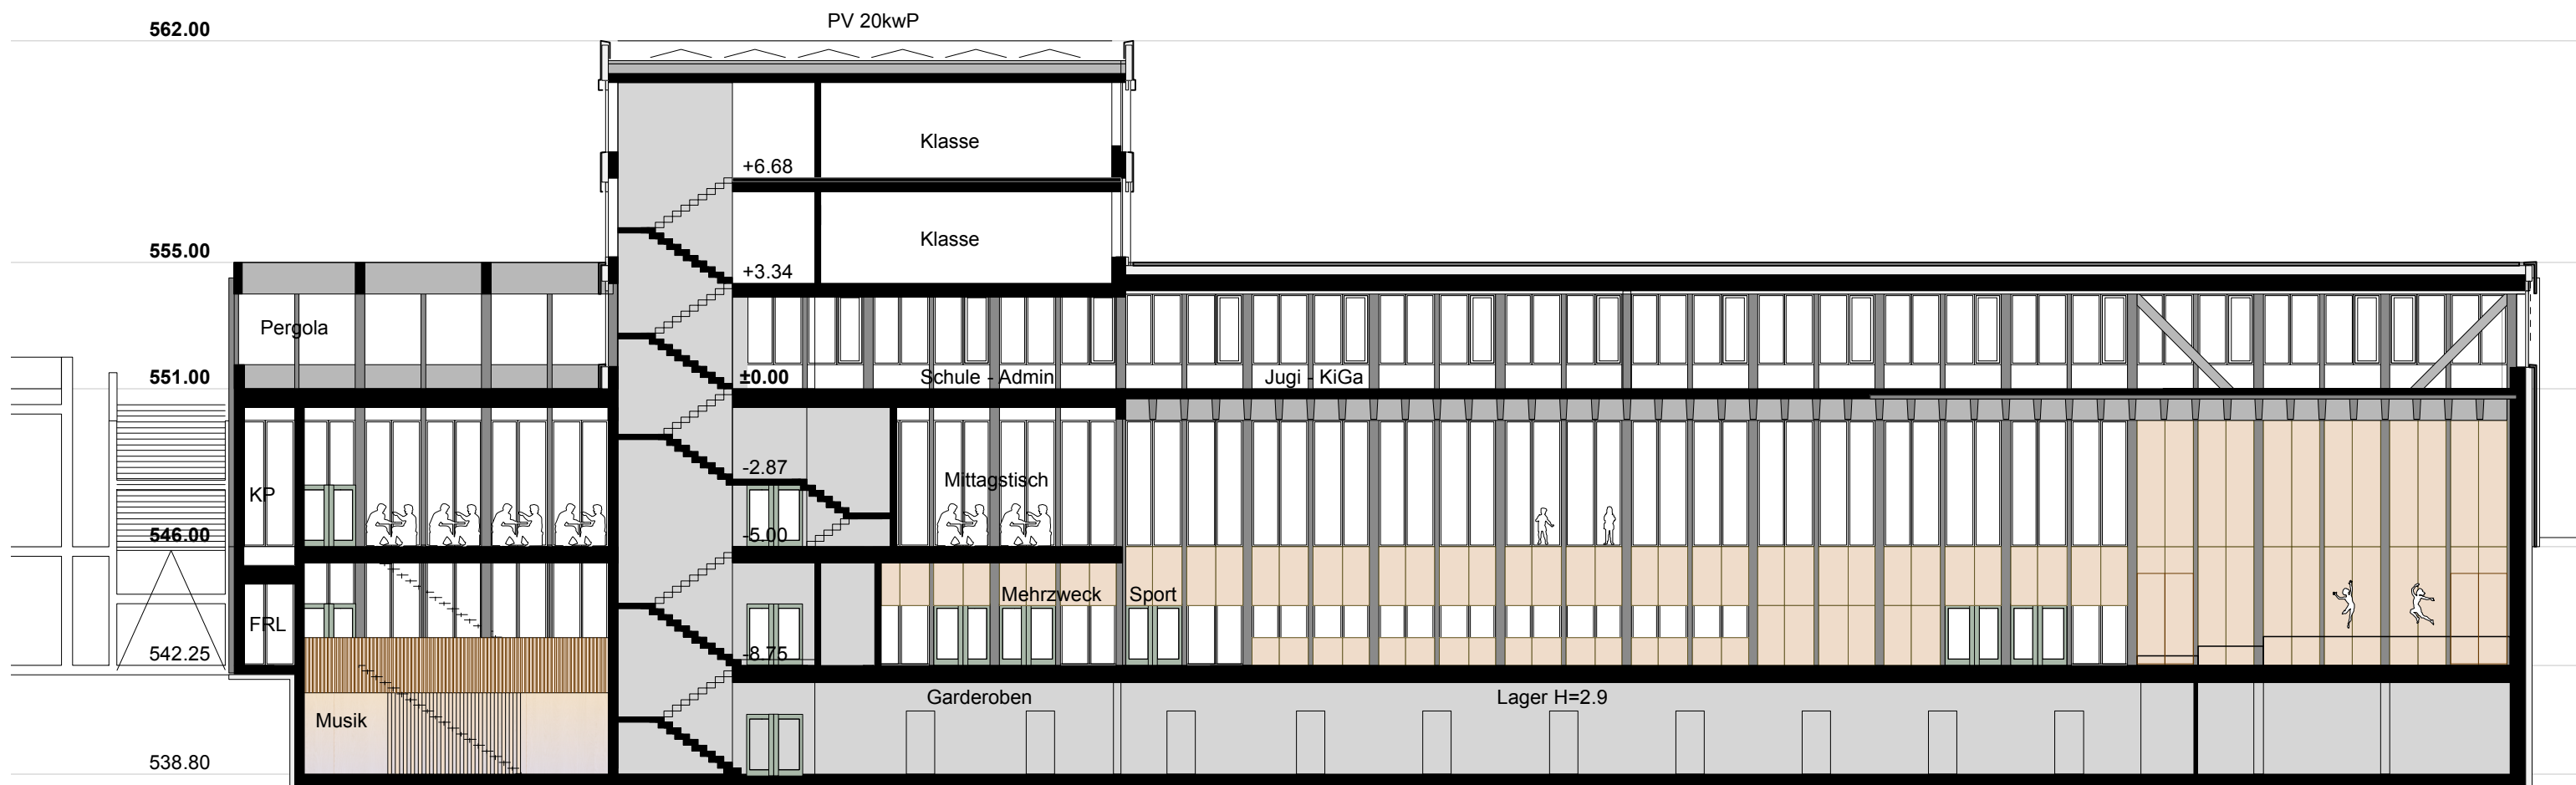 PV 20kwP
562.00
Klasse
+6.68
Klasse
555.00
+3.34
Pergola
551.00
±0.00
Schule - Admin
Jugi - KiGa
-2.87
Mittagstisch
KP
546.00
-5.00
Mehrzweck
Sport
FRL
542.25
-8.75
Garderoben
Lager H=2.9
Musik
538.80